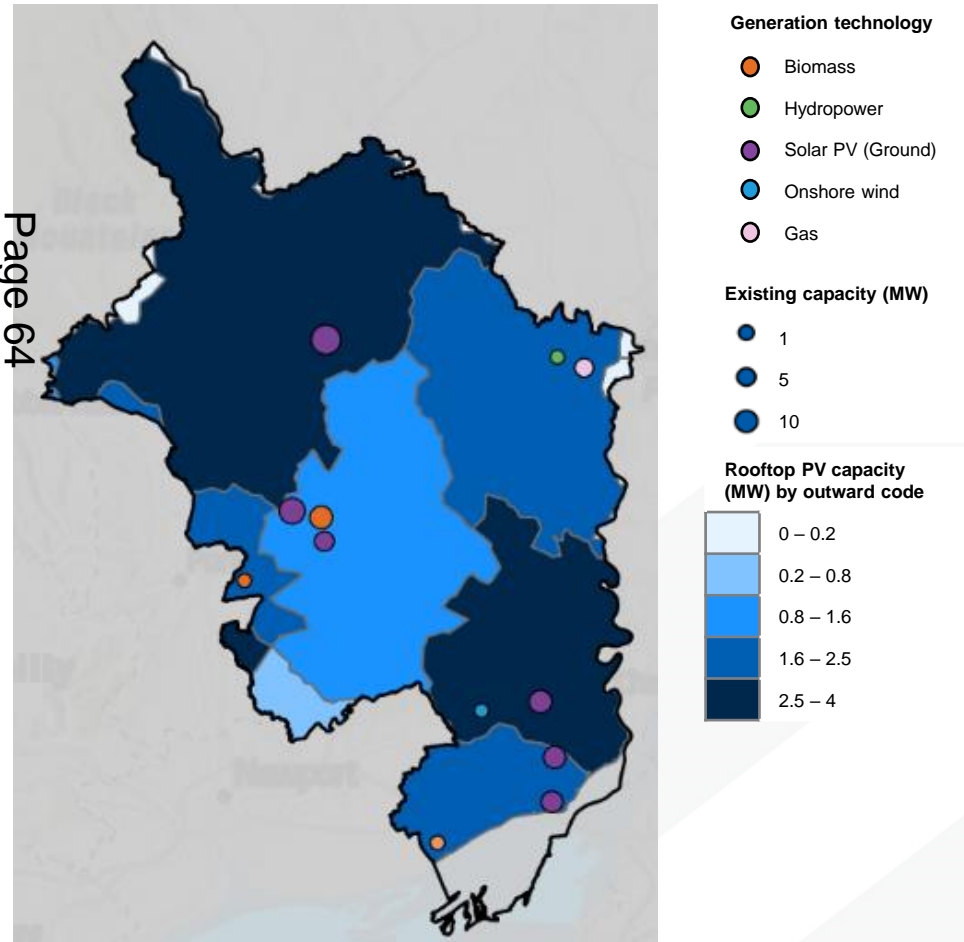 Page 64
Black
Mountains
Newport
Generation technology
Biomass
Hydropower
Solar PV (Ground)
Onshore wind
Gas
Existing capacity (MW)
1
5
10
Rooftop PV capacity
(MW) by outward code
0 – 0.2
0.2 – 0.8
0.8 – 1.6
1.6 – 2.5
2.5 – 4